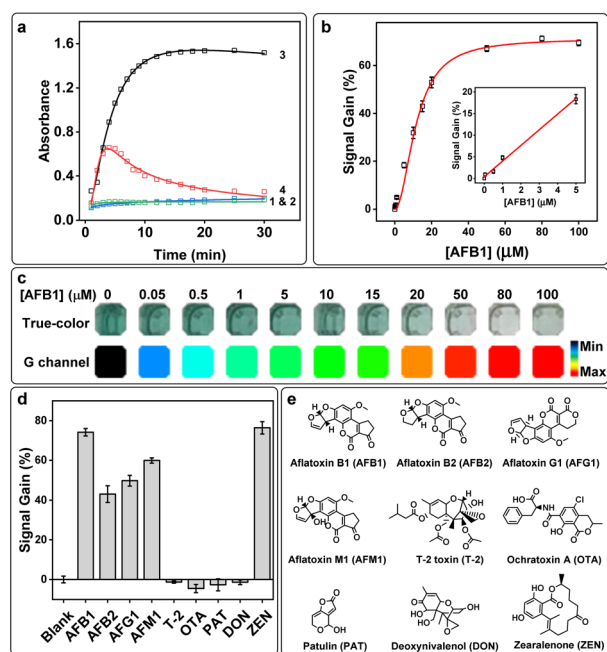 a
Absorbance
1.6
1.2
0.8
0.4
0.0
3
4
1 & 2
0 10 20 30
Time (min)
b
Signal Gain (%)
60
40
20
0
0 20 40 60 80 100
[AFB1] (μM)
Signal Gain (%)
20
15
10
5
0
0 1 2 3 4 5
[AFB1] (μM)
c
[AFB1] (μM) 0 0.05 0.5 1 5 10 15 20 50 80 100
True-color
G channel
Min
Max
d
Signal Gain (%)
80
60
40
20
0
Blank
AFB1
AFB2
AFG1
AFM1
T-2
OTA
PAT
DON
ZEN
e
Aflatoxin B1 (AFB1) Aflatoxin B2 (AFB2) Aflatoxin G1 (AFG1)
Aflatoxin M1 (AFM1) T-2 toxin (T-2) Ochratoxin A (OTA)
Patulin (PAT) Deoxynivalenol (DON) Zearalenone (ZEN)